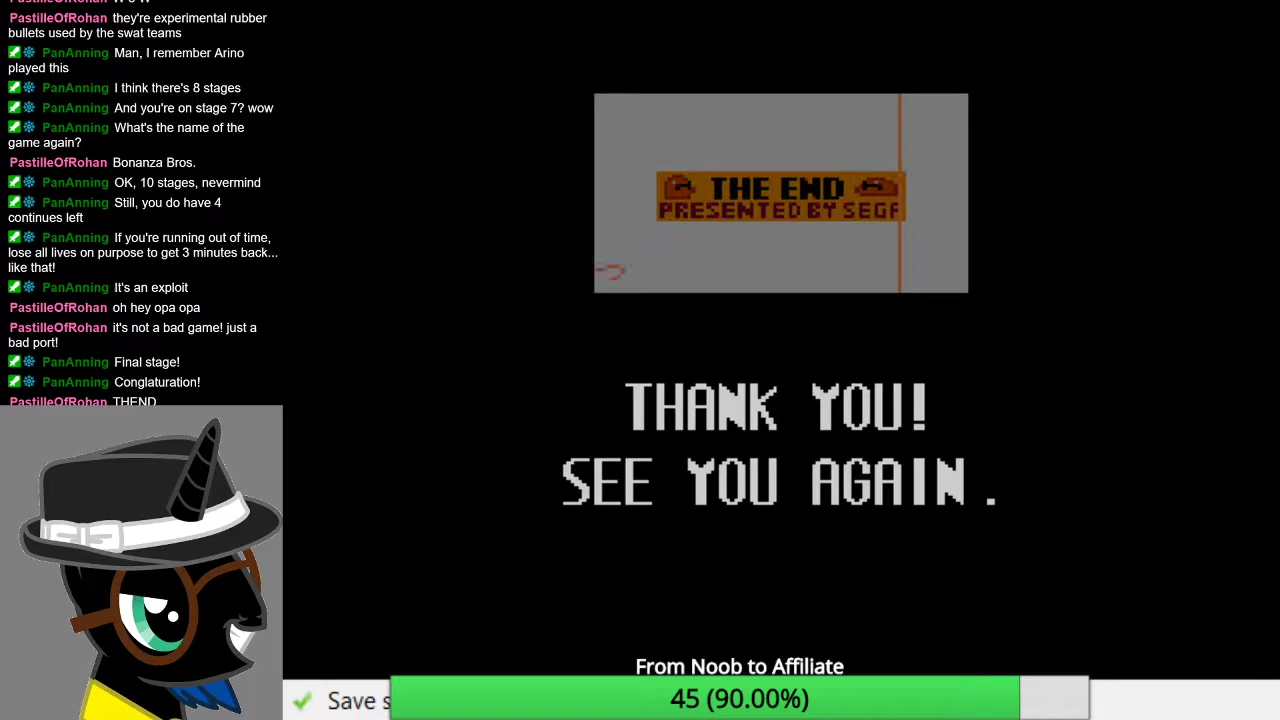 PastilleOfRohan they're experimental rubber
bullets used by the swat teams
PanAnning Man, I remember Arino
played this
PanAnning I think there's 8 stages
PanAnning And you're on stage 7? wow
PanAnning What's the name of the
game again?
PastilleOfRohan Bonanza Bros.
PanAnning OK, 10 stages, nevermind
PanAnning Still, you do have 4
continues left
PanAnning If you're running out of time,
lose all lives on purpose to get 3 minutes back...
like that!
PanAnning It's an exploit
PastilleOfRohan oh hey opa opa
PastilleOfRohan it's not a bad game! just a
bad port!
PanAnning Final stage!
PanAnning Conglaturation!
PastilleOfRohan THEND
THE END
PRESENTED BY SEGA
THANK YOU!
SEE YOU AGAIN.
From Noob to Affiliate
Save s
45 (90.00%)